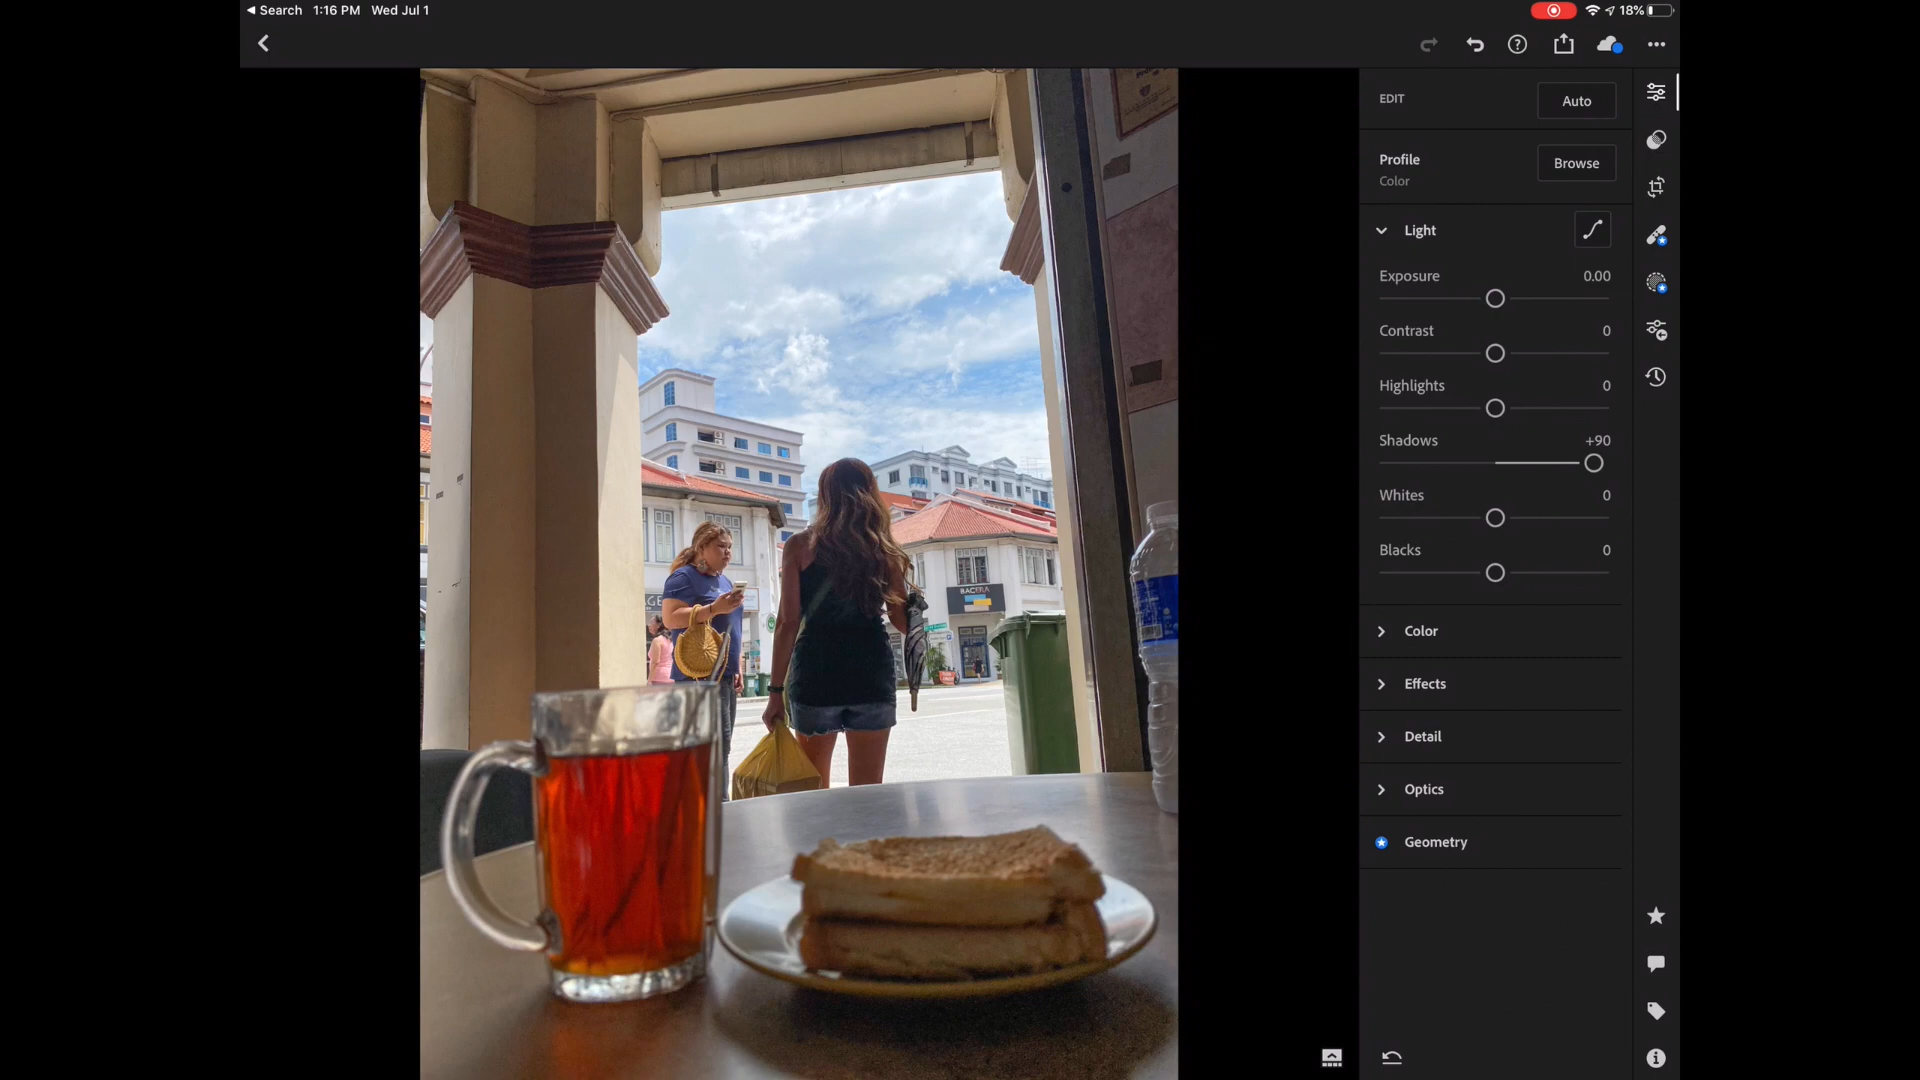 Search 1:16 PM Wed Jul 1 18%
EDIT Auto
Profile Browse
Color
Light
Exposure 0.00
Contrast 0
Highlights 0
Shadows +90
Whites 0
Blacks 0
Color
Effects
Detail
Optics
Geometry
BACERA